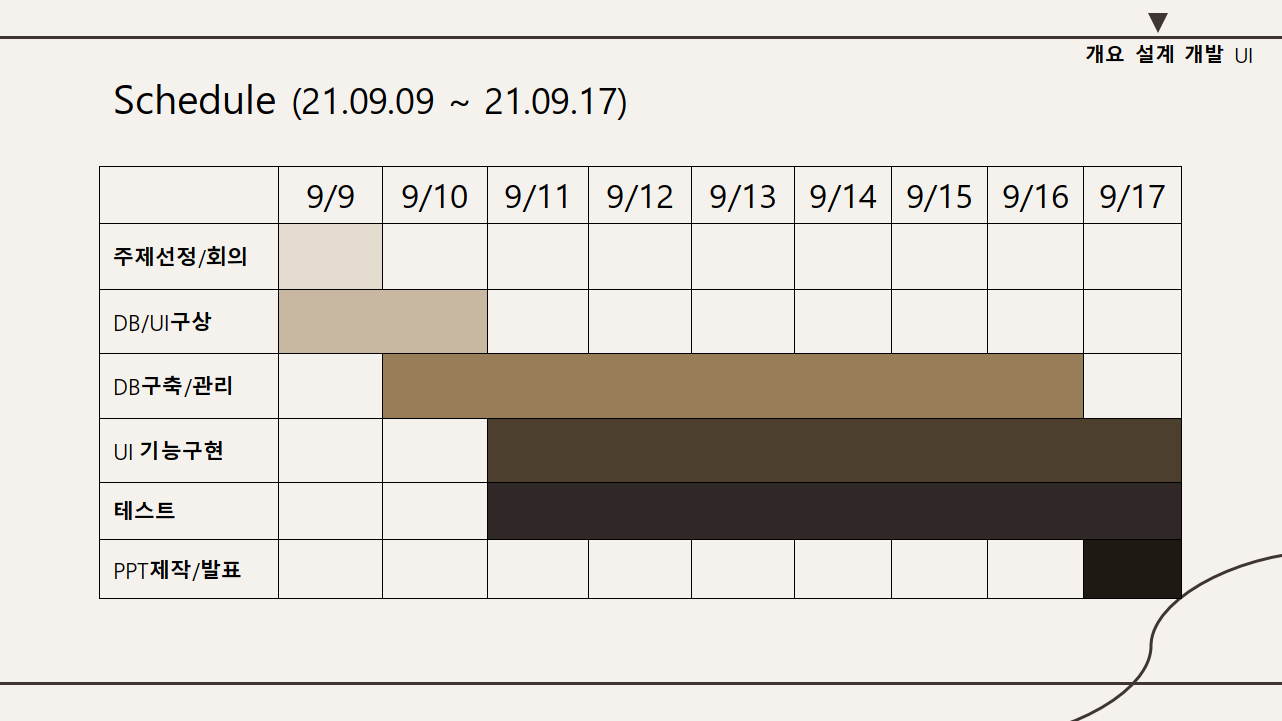 개요 설계 개발 UI
Schedule (21.09.09 ~ 21.09.17)
9/9 9/10 9/11 9/12 9/13 9/14 9/15 9/16 9/17
주제선정/회의
DB/UI구상
DB구축/관리
UI 기능구현
테스트
PPT제작/발표